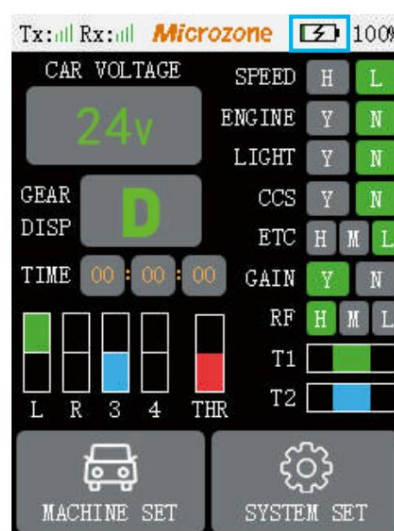 Tx: Rx: Microzone 100%
CAR VOLTAGE
24v
GEAR DISP
D
TIME 00:00:00
SPEED H L
ENGINE Y N
LIGHT Y N
CCS Y N
ETC H M L
GAIN Y N
RF H M L
T1
T2
L R 3 4 THR
MACHINE SET
SYSTEM SET